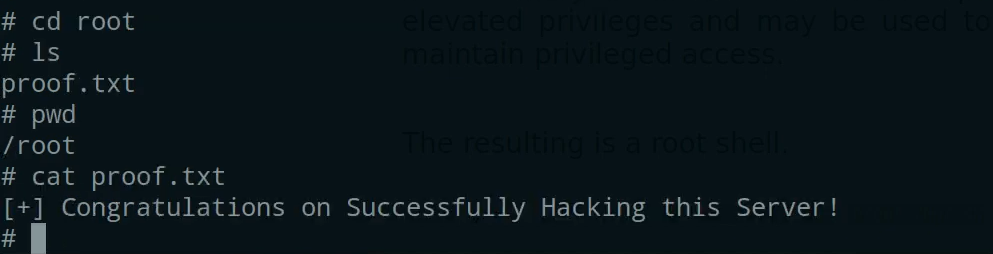 # cd root
elevated privileges and may be used to
# ls
maintain privileged access.
proof.txt
# pwd
/root
The resulting is a root shell.
# cat proof.txt
[+] Congratulations on Successfully Hacking this Server!
#